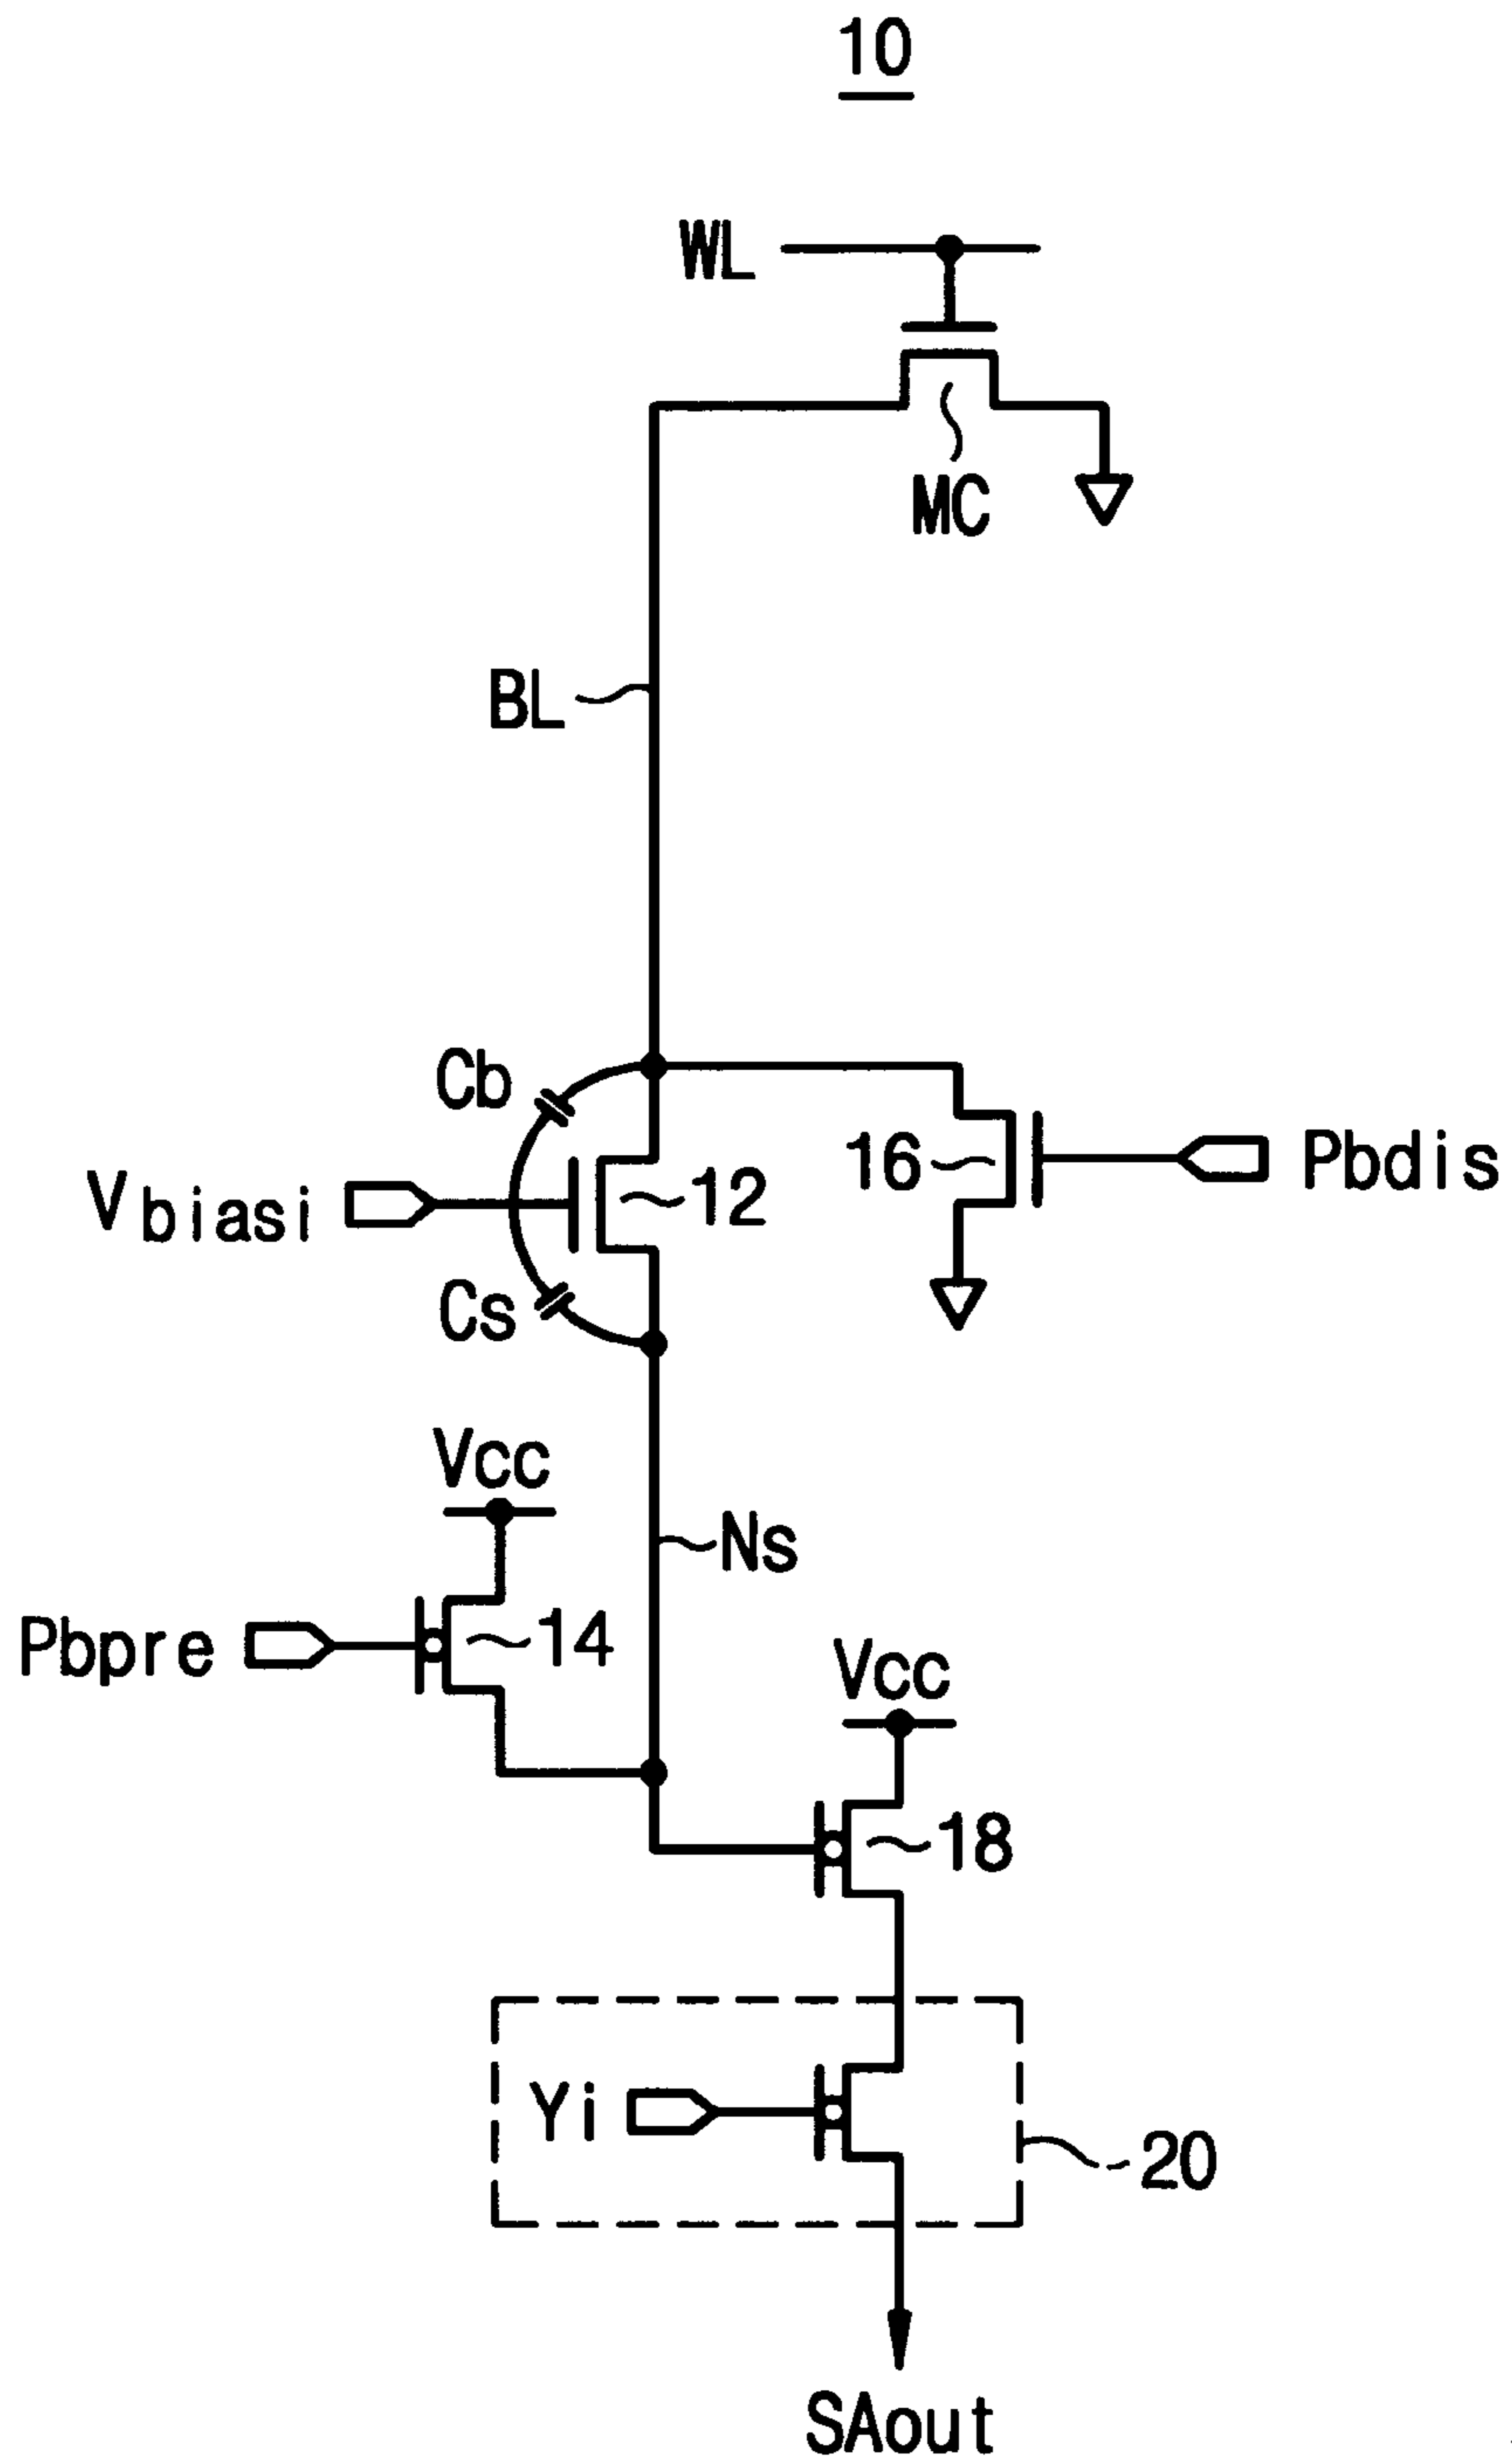 10
WL
MC
BL
Cb
16
Pbdis
Vbiasi
12
Cs
Vcc
Ns
Pbpre
14
Vcc
18
Yi
20
SAout